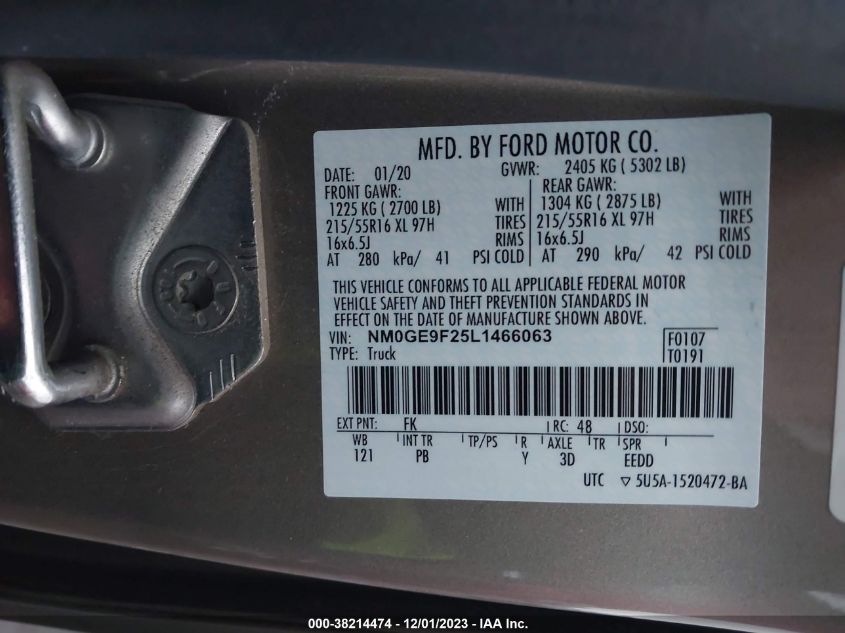 MFD. BY FORD MOTOR CO.
DATE: 01/20 GVWR: 2405 KG ( 5302 LB)
FRONT GAWR: REAR GAWR:
1225 KG ( 2700 LB) WITH 1304 KG ( 2875 LB) WITH
215/55R16 XL 97H TIRES 215/55R16 XL 97H TIRES
16x6.5J RIMS 16x6.5J RIMS
AT 280 kPa/ 41 PSI COLD AT 290 kPa/ 42 PSI COLD
THIS VEHICLE CONFORMS TO ALL APPLICABLE FEDERAL MOTOR
VEHICLE SAFETY AND THEFT PREVENTION STANDARDS IN
EFFECT ON THE DATE OF MANUFACTURE SHOWN ABOVE.
VIN: NM0GE9F25L1466063 F0107
TYPE: Truck T0191
EXT PNT: FK RC: 48 DSO:
WB INT TR TP/PS R AXLE TR SPR
121 PB Y 3D EEDD
UTC ▽ 5U5A-1520472-BA
000-38214474 - 12/01/2023 - IAA Inc.